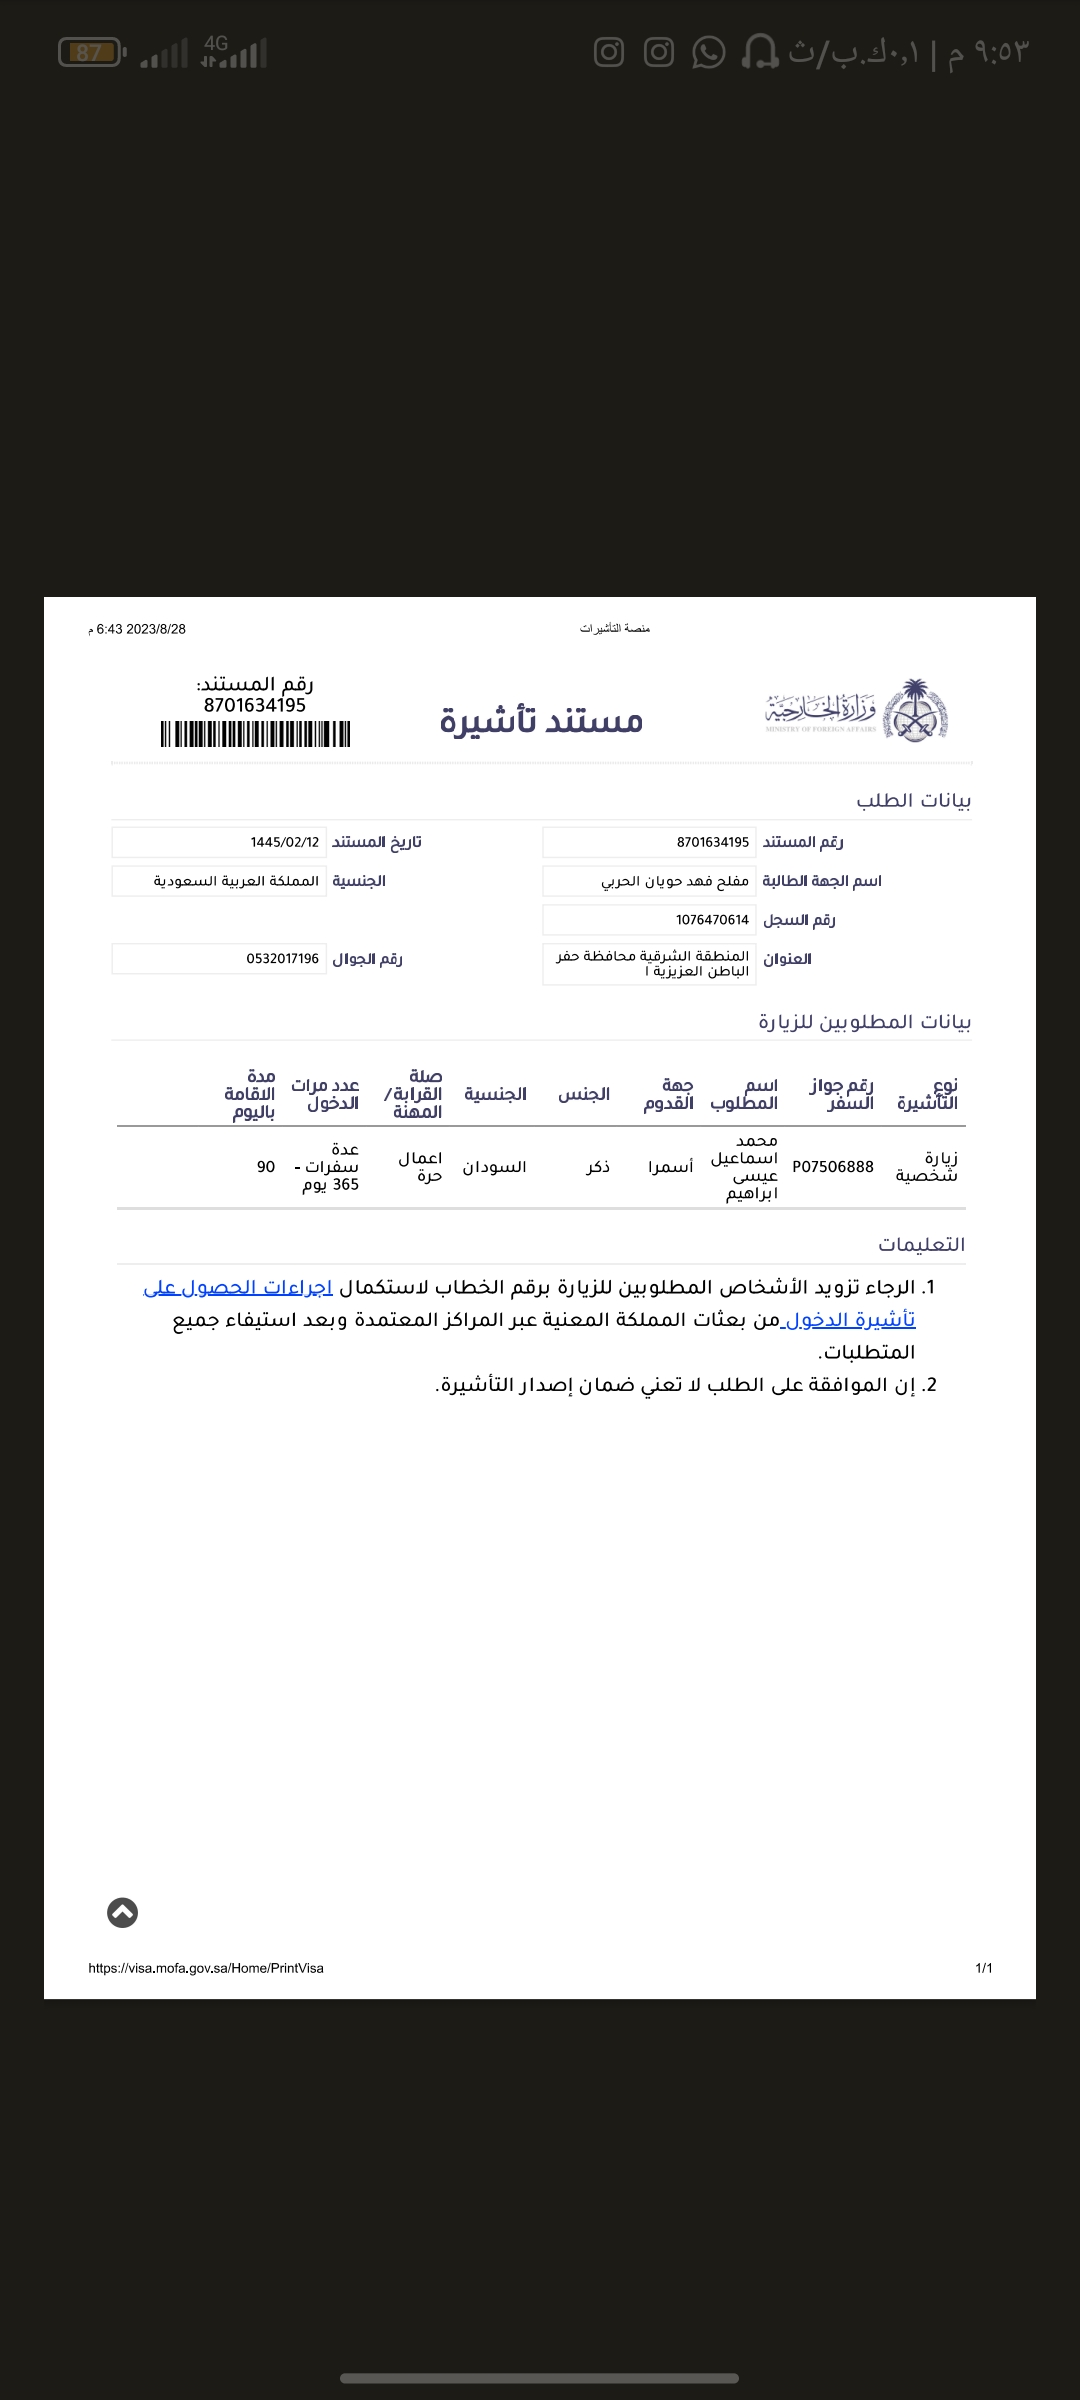 ٩:٥٣ م | ٠,١ك.ب/ث
4G
87
2023/8/28 6:43 م
منصة التأشيرات
وزارة الخارجية
MINISTRY OF FOREIGN AFFAIRS
مستند تأشيرة
رقم المستند:
8701634195
بيانات الطلب
رقم المستند 8701634195 تاريخ المستند 1445/02/12
اسم الجهة الطالبة مفلح فهد حويان الحربي الجنسية المملكة العربية السعودية
رقم السجل 1076470614
العنوان المنطقة الشرقية محافظة حفر الباطن العزيزية ا رقم الجوال 0532017196
بيانات المطلوبين للزيارة
نوع التأشيرة رقم جواز السفر اسم المطلوب جهة القدوم الجنس الجنسية صلة القرابة/ المهنة عدد مرات الدخول مدة الاقامة باليوم
زيارة شخصية P07506888 محمد اسماعيل عيسى ابراهيم أسمرا ذكر السودان اعمال حرة عدة سفرات - 365 يوم 90
التعليمات
1. الرجاء تزويد الأشخاص المطلوبين للزيارة برقم الخطاب لاستكمال اجراءات الحصول على
تأشيرة الدخول من بعثات المملكة المعنية عبر المراكز المعتمدة وبعد استيفاء جميع
المتطلبات.
2. إن الموافقة على الطلب لا تعني ضمان إصدار التأشيرة.
https://visa.mofa.gov.sa/Home/PrintVisa
1/1